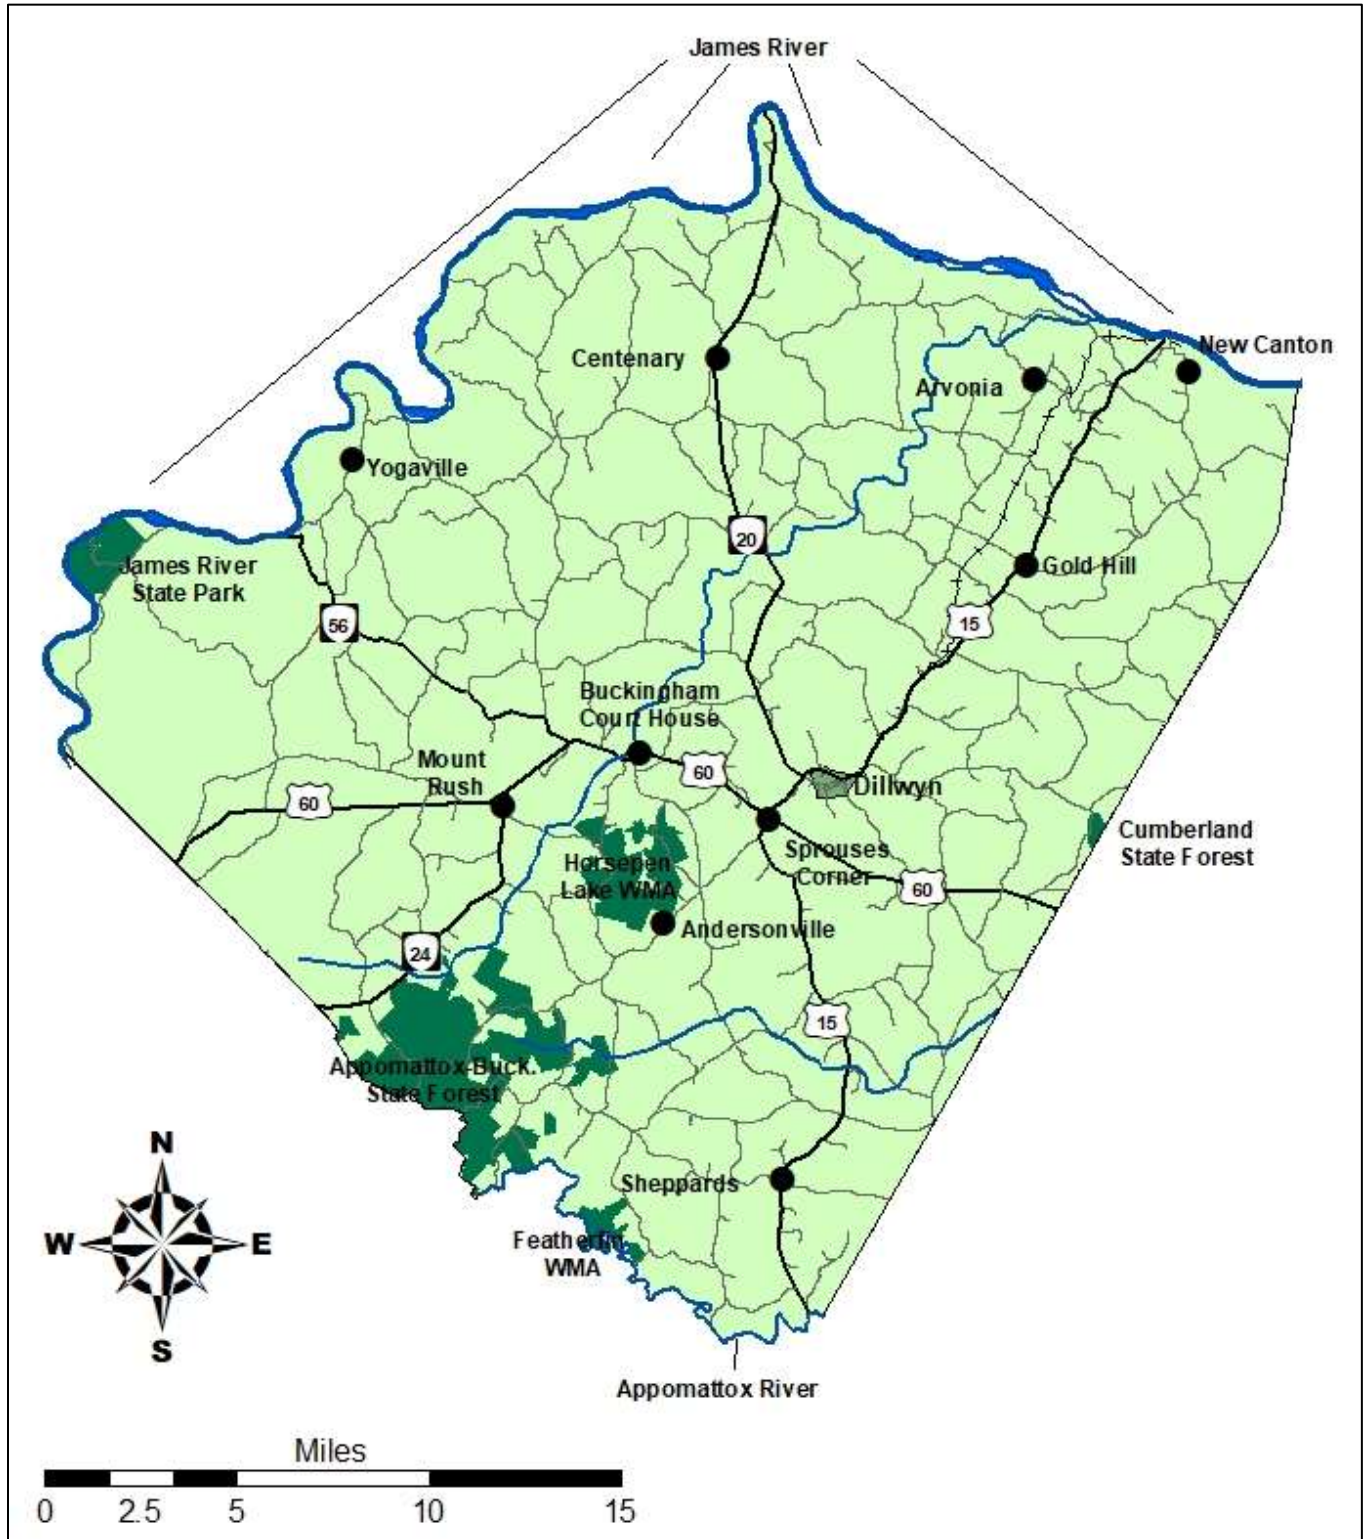 James River
New Canton
Centenary
Arvonia
Yogaville
20
James River
State Park
Gold Hill
56
15
Buckingham
Court House
Mount
Rush
60
60
Dillwyn
Cumberland
State Forest
Sprouses
Corner
Horsepen
Lake WMA
60
Andersonville
24
15
Appomattox-Buck.
State Forest
N
Sheppards
W
E
Featherfin
WMA
S
Appomattox River
Miles
0 2.5 5 10 15